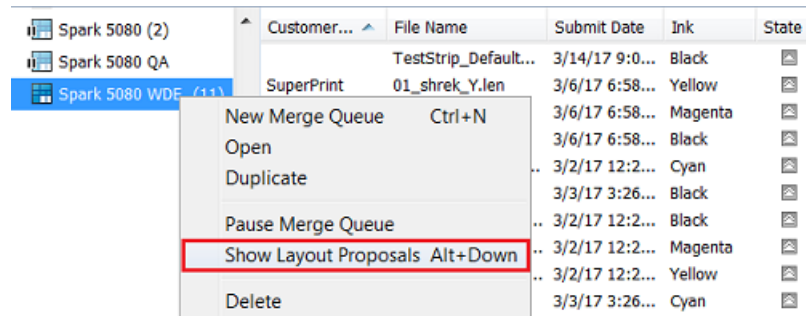 Spark 5080 (2)
Spark 5080 QA
Spark 5080 WDE (11)
Customer... File Name Submit Date Ink State
TestStrip_Default... 3/14/17 9:0... Black
SuperPrint 01_shrek_Y.len 3/6/17 6:58... Yellow
3/6/17 6:58... Magenta
3/6/17 6:58... Black
.. 3/2/17 12:2... Cyan
3/3/17 3:26... Black
.. 3/2/17 12:2... Black
.. 3/2/17 12:2... Magenta
.. 3/2/17 12:2... Yellow
3/3/17 3:26... Cyan
New Merge Queue Ctrl+N
Open
Duplicate
Pause Merge Queue
Show Layout Proposals Alt+Down
Delete